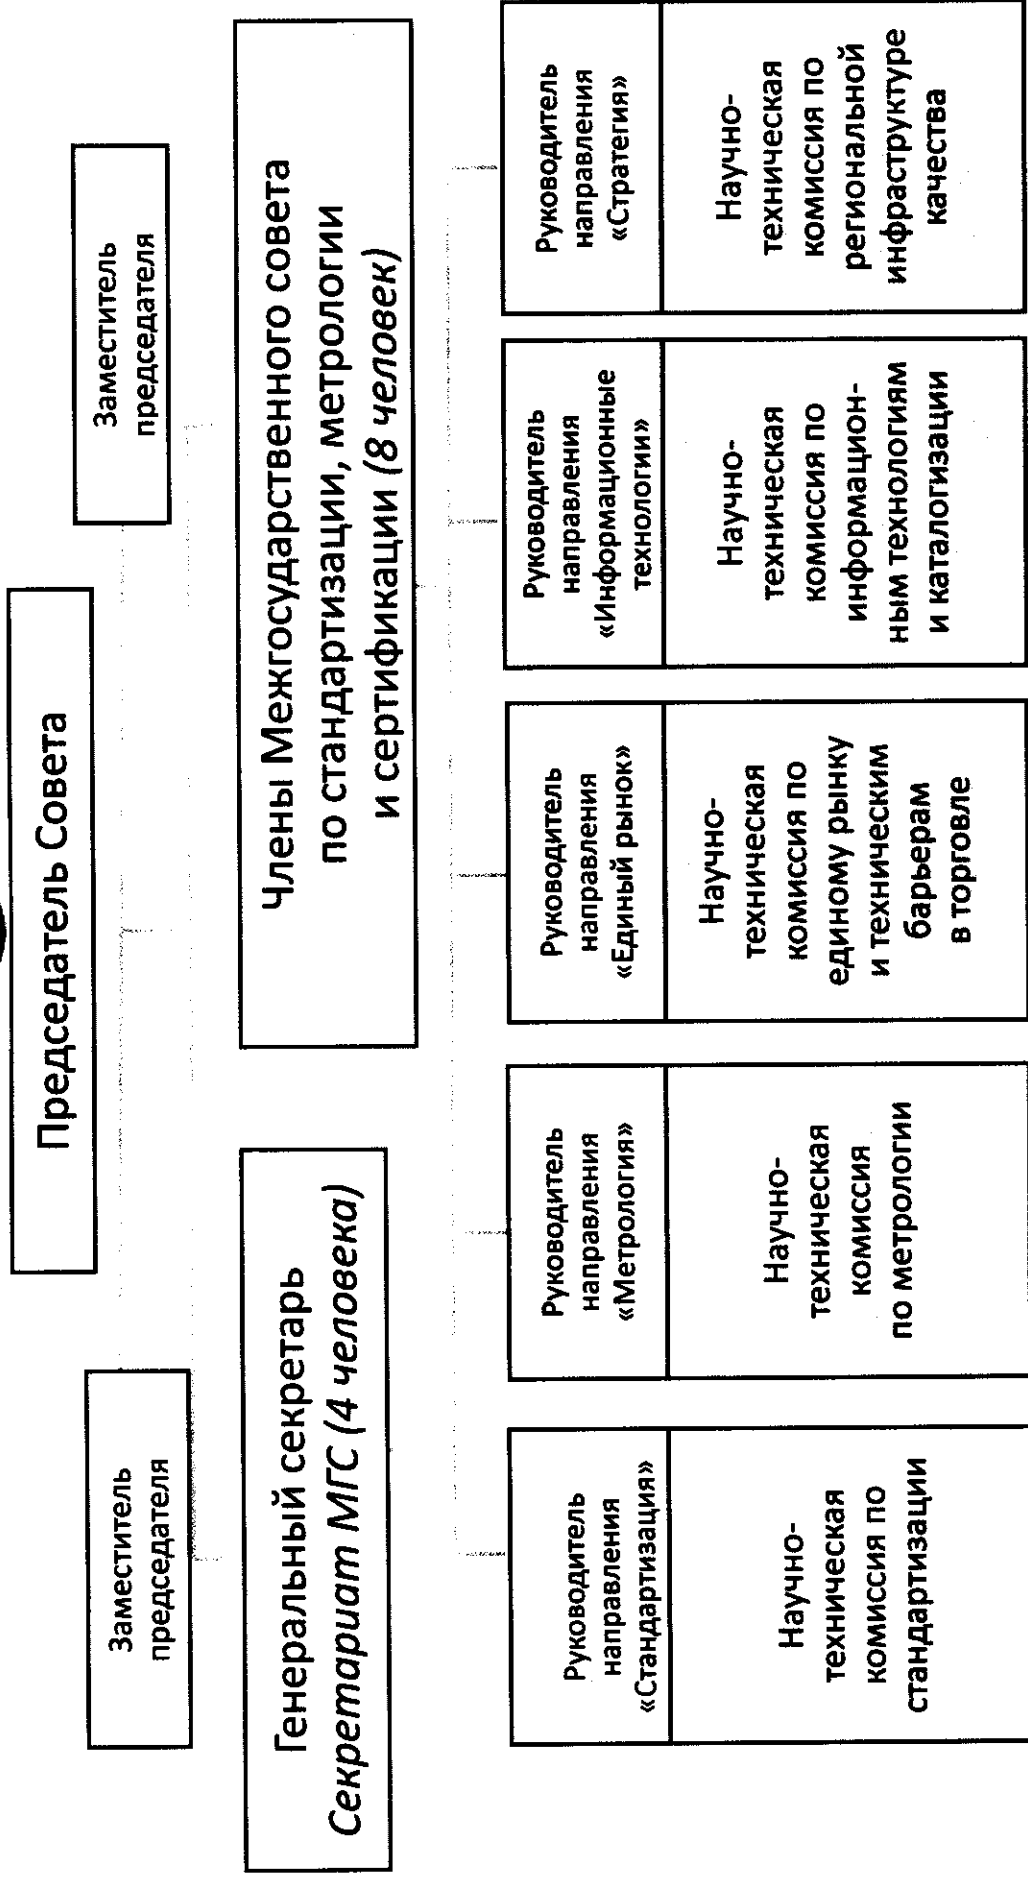 Председатель Совета
Заместитель
председателя
Заместитель
председателя
Генеральный секретарь
Секретариат МГС (4 человека)
Члены Межгосударственного совета
по стандартизации, метрологии
и сертификации (8 человек)
Руководитель
направления
«Стандартизация»
Научно-
техническая
комиссия по
стандартизации
Руководитель
направления
«Метрология»
Научно-
техническая
комиссия
по метрологии
Руководитель
направления
«Единый рынок»
Научно-
техническая
комиссия по
единому рынку
и техническим
барьерам
в торговле
Руководитель
направления
«Информационные
технологии»
Научно-
техническая
комиссия по
информацион-
ным технологиям
и каталогизации
Руководитель
направления
«Стратегия»
Научно-
техническая
комиссия по
региональной
инфраструктуре
качества